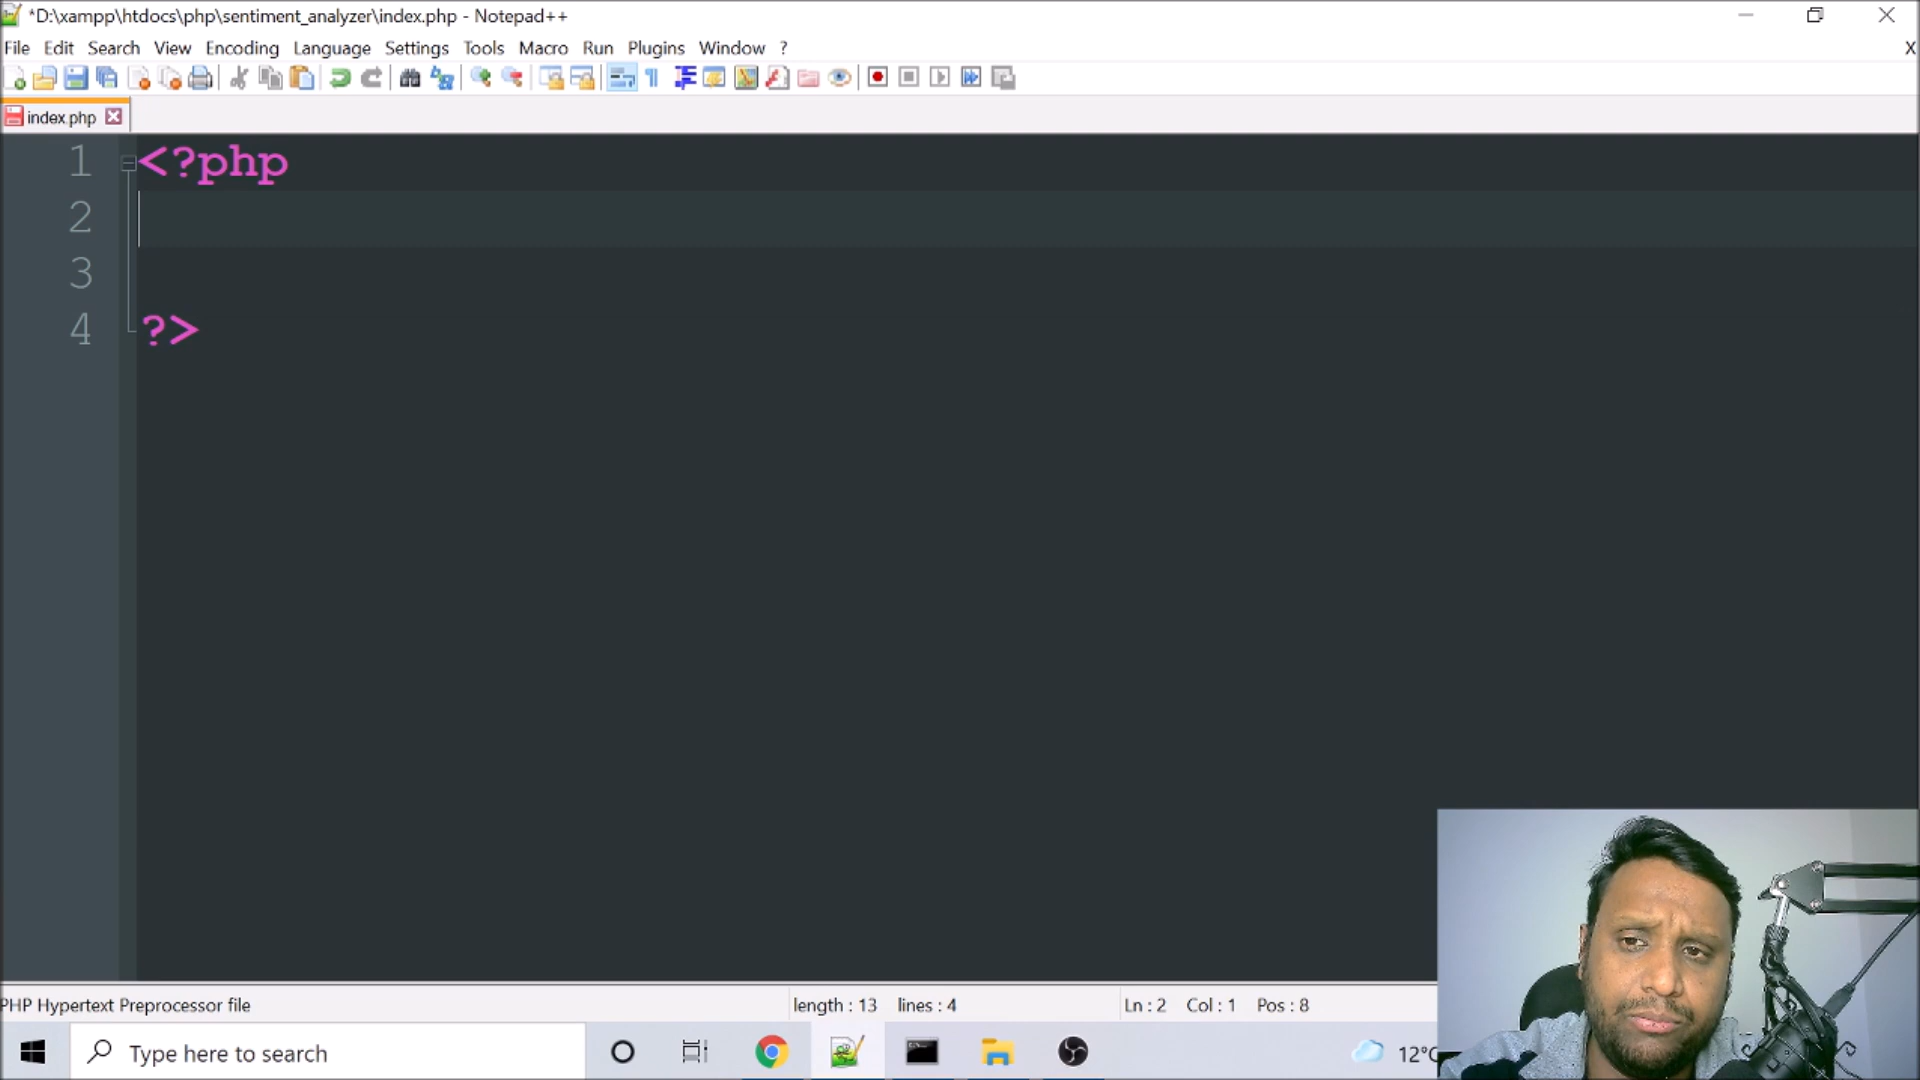 *D:\xampp\htdocs\php\sentiment_analyzer\index.php - Notepad++
File Edit Search View Encoding Language Settings Tools Macro Run Plugins Window ? X
index.php
1 <?php
2
3
4 ?>
PHP Hypertext Preprocessor file length : 13 lines : 4 Ln : 2 Col : 1 Pos : 8
Type here to search 12°C